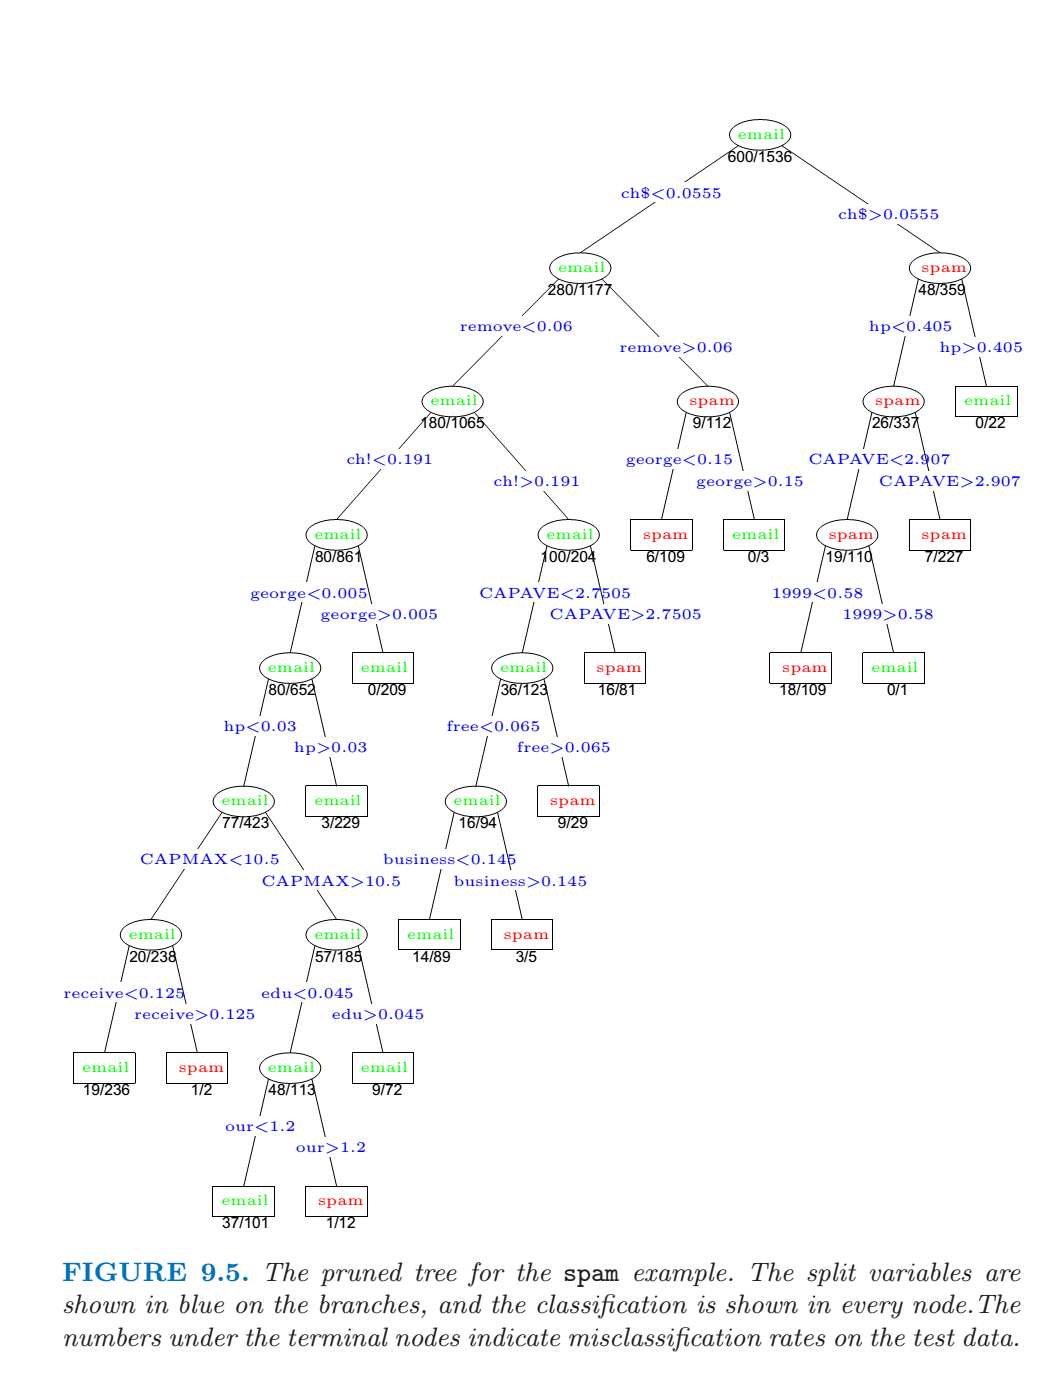 email
600/1536
ch$<0.0555
ch$>0.0555
email
280/1177
spam
48/359
remove<0.06
remove>0.06
hp<0.405
hp>0.405
email
180/1065
spam
9/112
spam
26/337
email
0/22
ch!<0.191
ch!>0.191
george<0.15
george>0.15
CAPAVE<2.907
CAPAVE>2.907
email
80/861
email
100/204
spam
6/109
email
0/3
spam
19/110
spam
7/227
george<0.005
george>0.005
CAPAVE<2.7505
CAPAVE>2.7505
1999<0.58
1999>0.58
email
80/652
email
0/209
email
36/123
spam
16/81
spam
18/109
email
0/1
hp<0.03
hp>0.03
free<0.065
free>0.065
email
77/423
email
3/229
email
16/94
spam
9/29
CAPMAX<10.5
CAPMAX>10.5
business<0.145
business>0.145
email
20/238
email
57/185
email
14/89
spam
3/5
receive<0.125
receive>0.125
edu<0.045
edu>0.045
email
19/236
spam
1/2
email
48/113
email
9/72
our<1.2
our>1.2
email
37/101
spam
1/12
FIGURE 9.5. The pruned tree for the spam example. The split variables are
shown in blue on the branches, and the classification is shown in every node.The
numbers under the terminal nodes indicate misclassification rates on the test data.